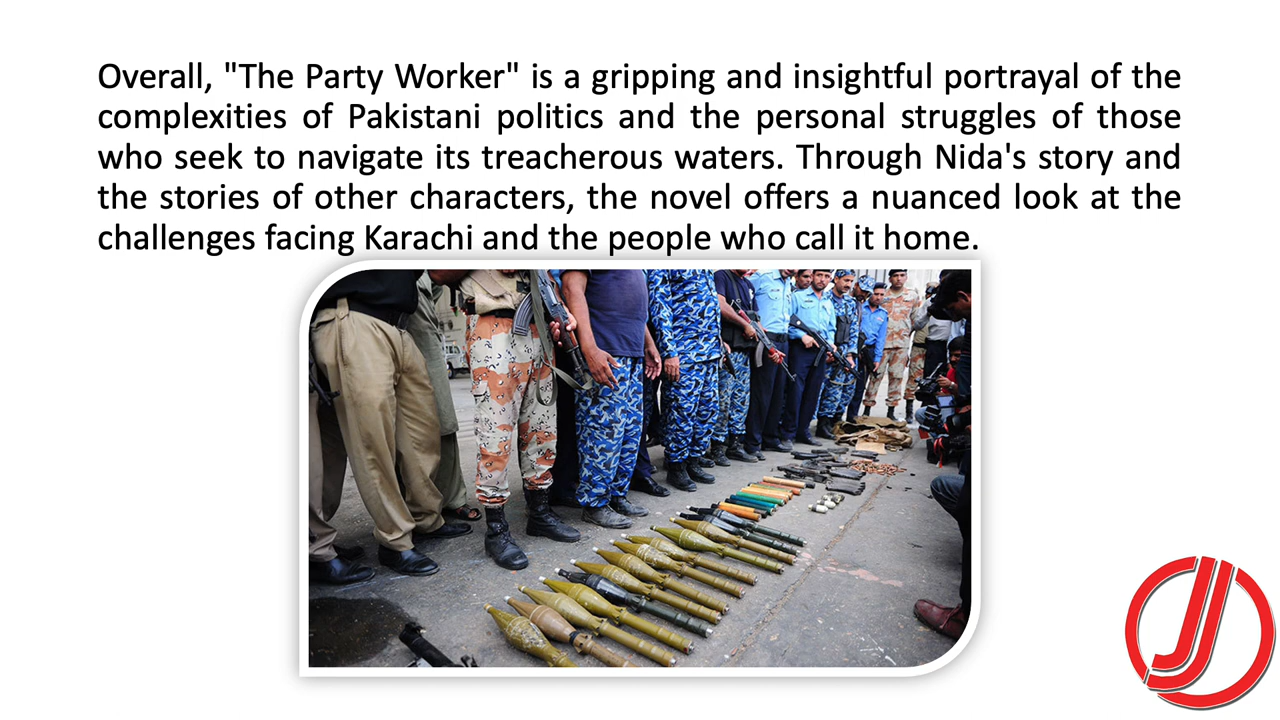 Overall, "The Party Worker" is a gripping and insightful portrayal of the
complexities of Pakistani politics and the personal struggles of those
who seek to navigate its treacherous waters. Through Nida's story and
the stories of other characters, the novel offers a nuanced look at the
challenges facing Karachi and the people who call it home.